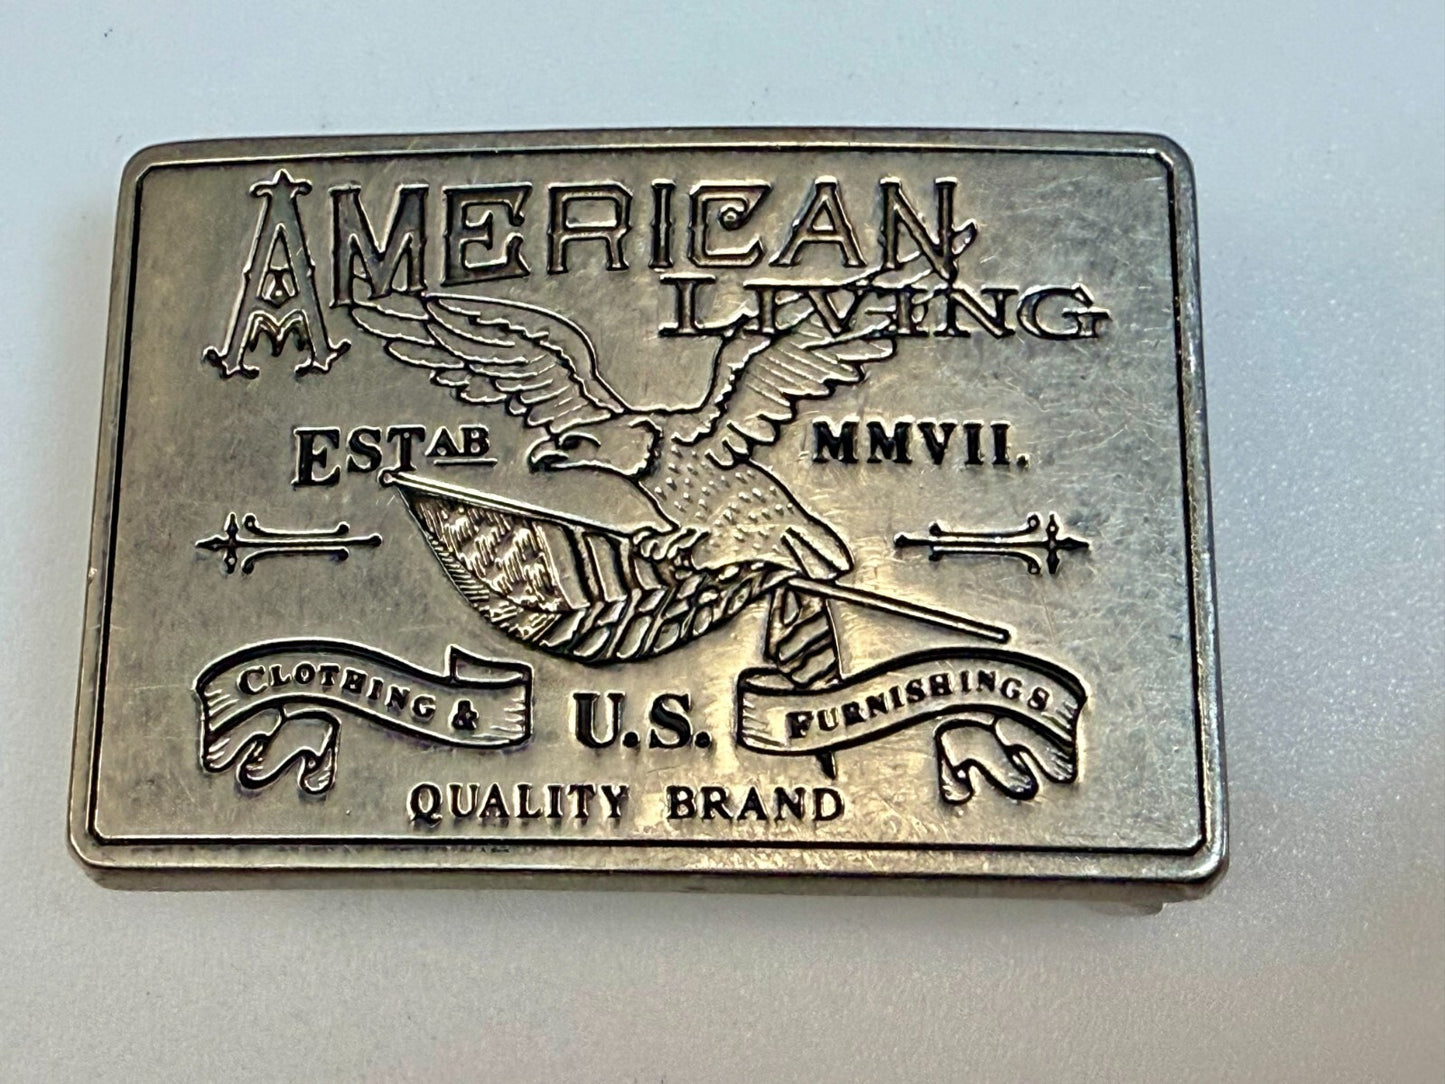 AMERICAN
LIVING
ESTAB MMVII.
CLOTHING & U.S. FURNISHINGS
QUALITY BRAND